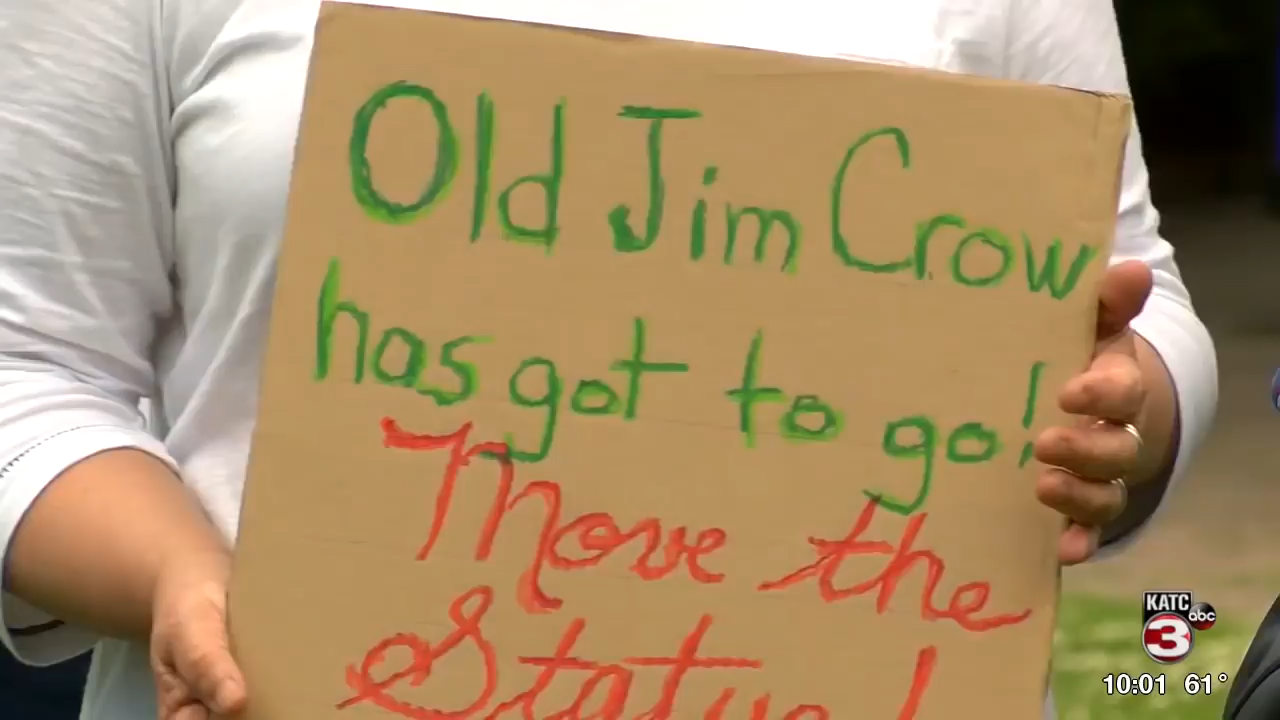 Old Jim Crow
has got to go!
Move the
Statue!
KATC
abc
3
10:01 61°